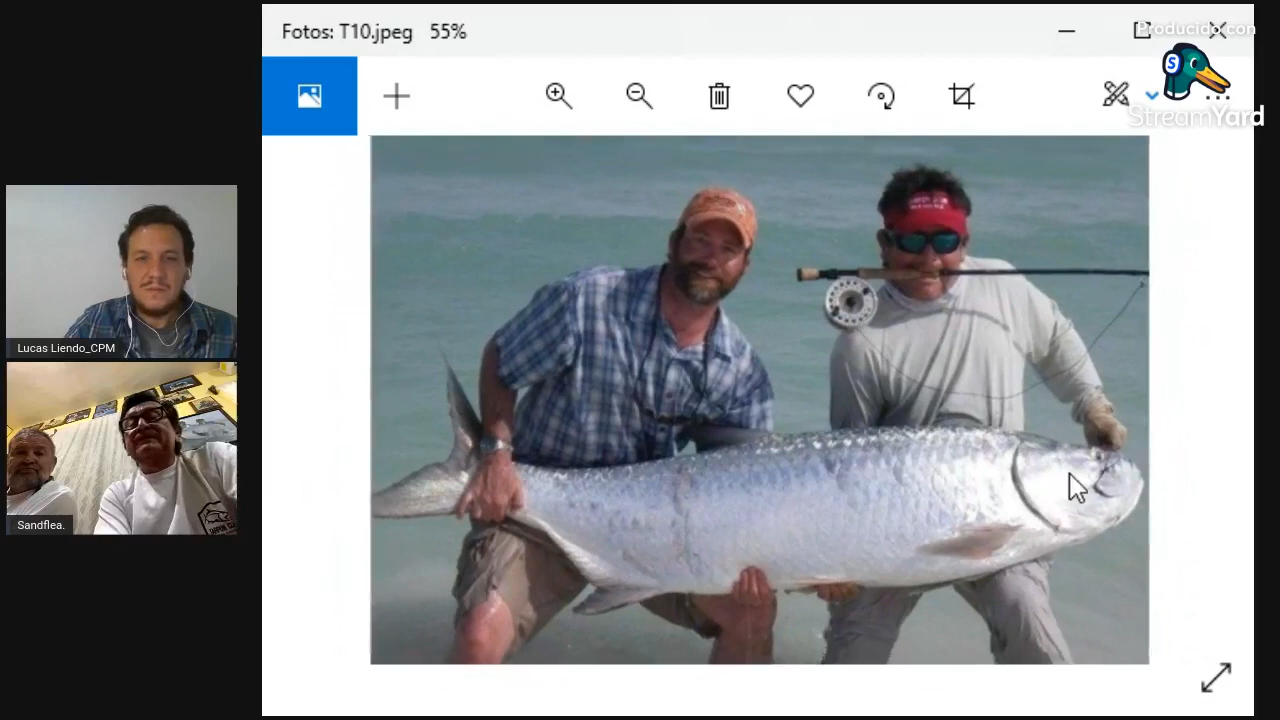 Fotos: T10.jpeg 55%
Producido con
StreamYard
S
Lucas Liendo_CPM
Sandflea.